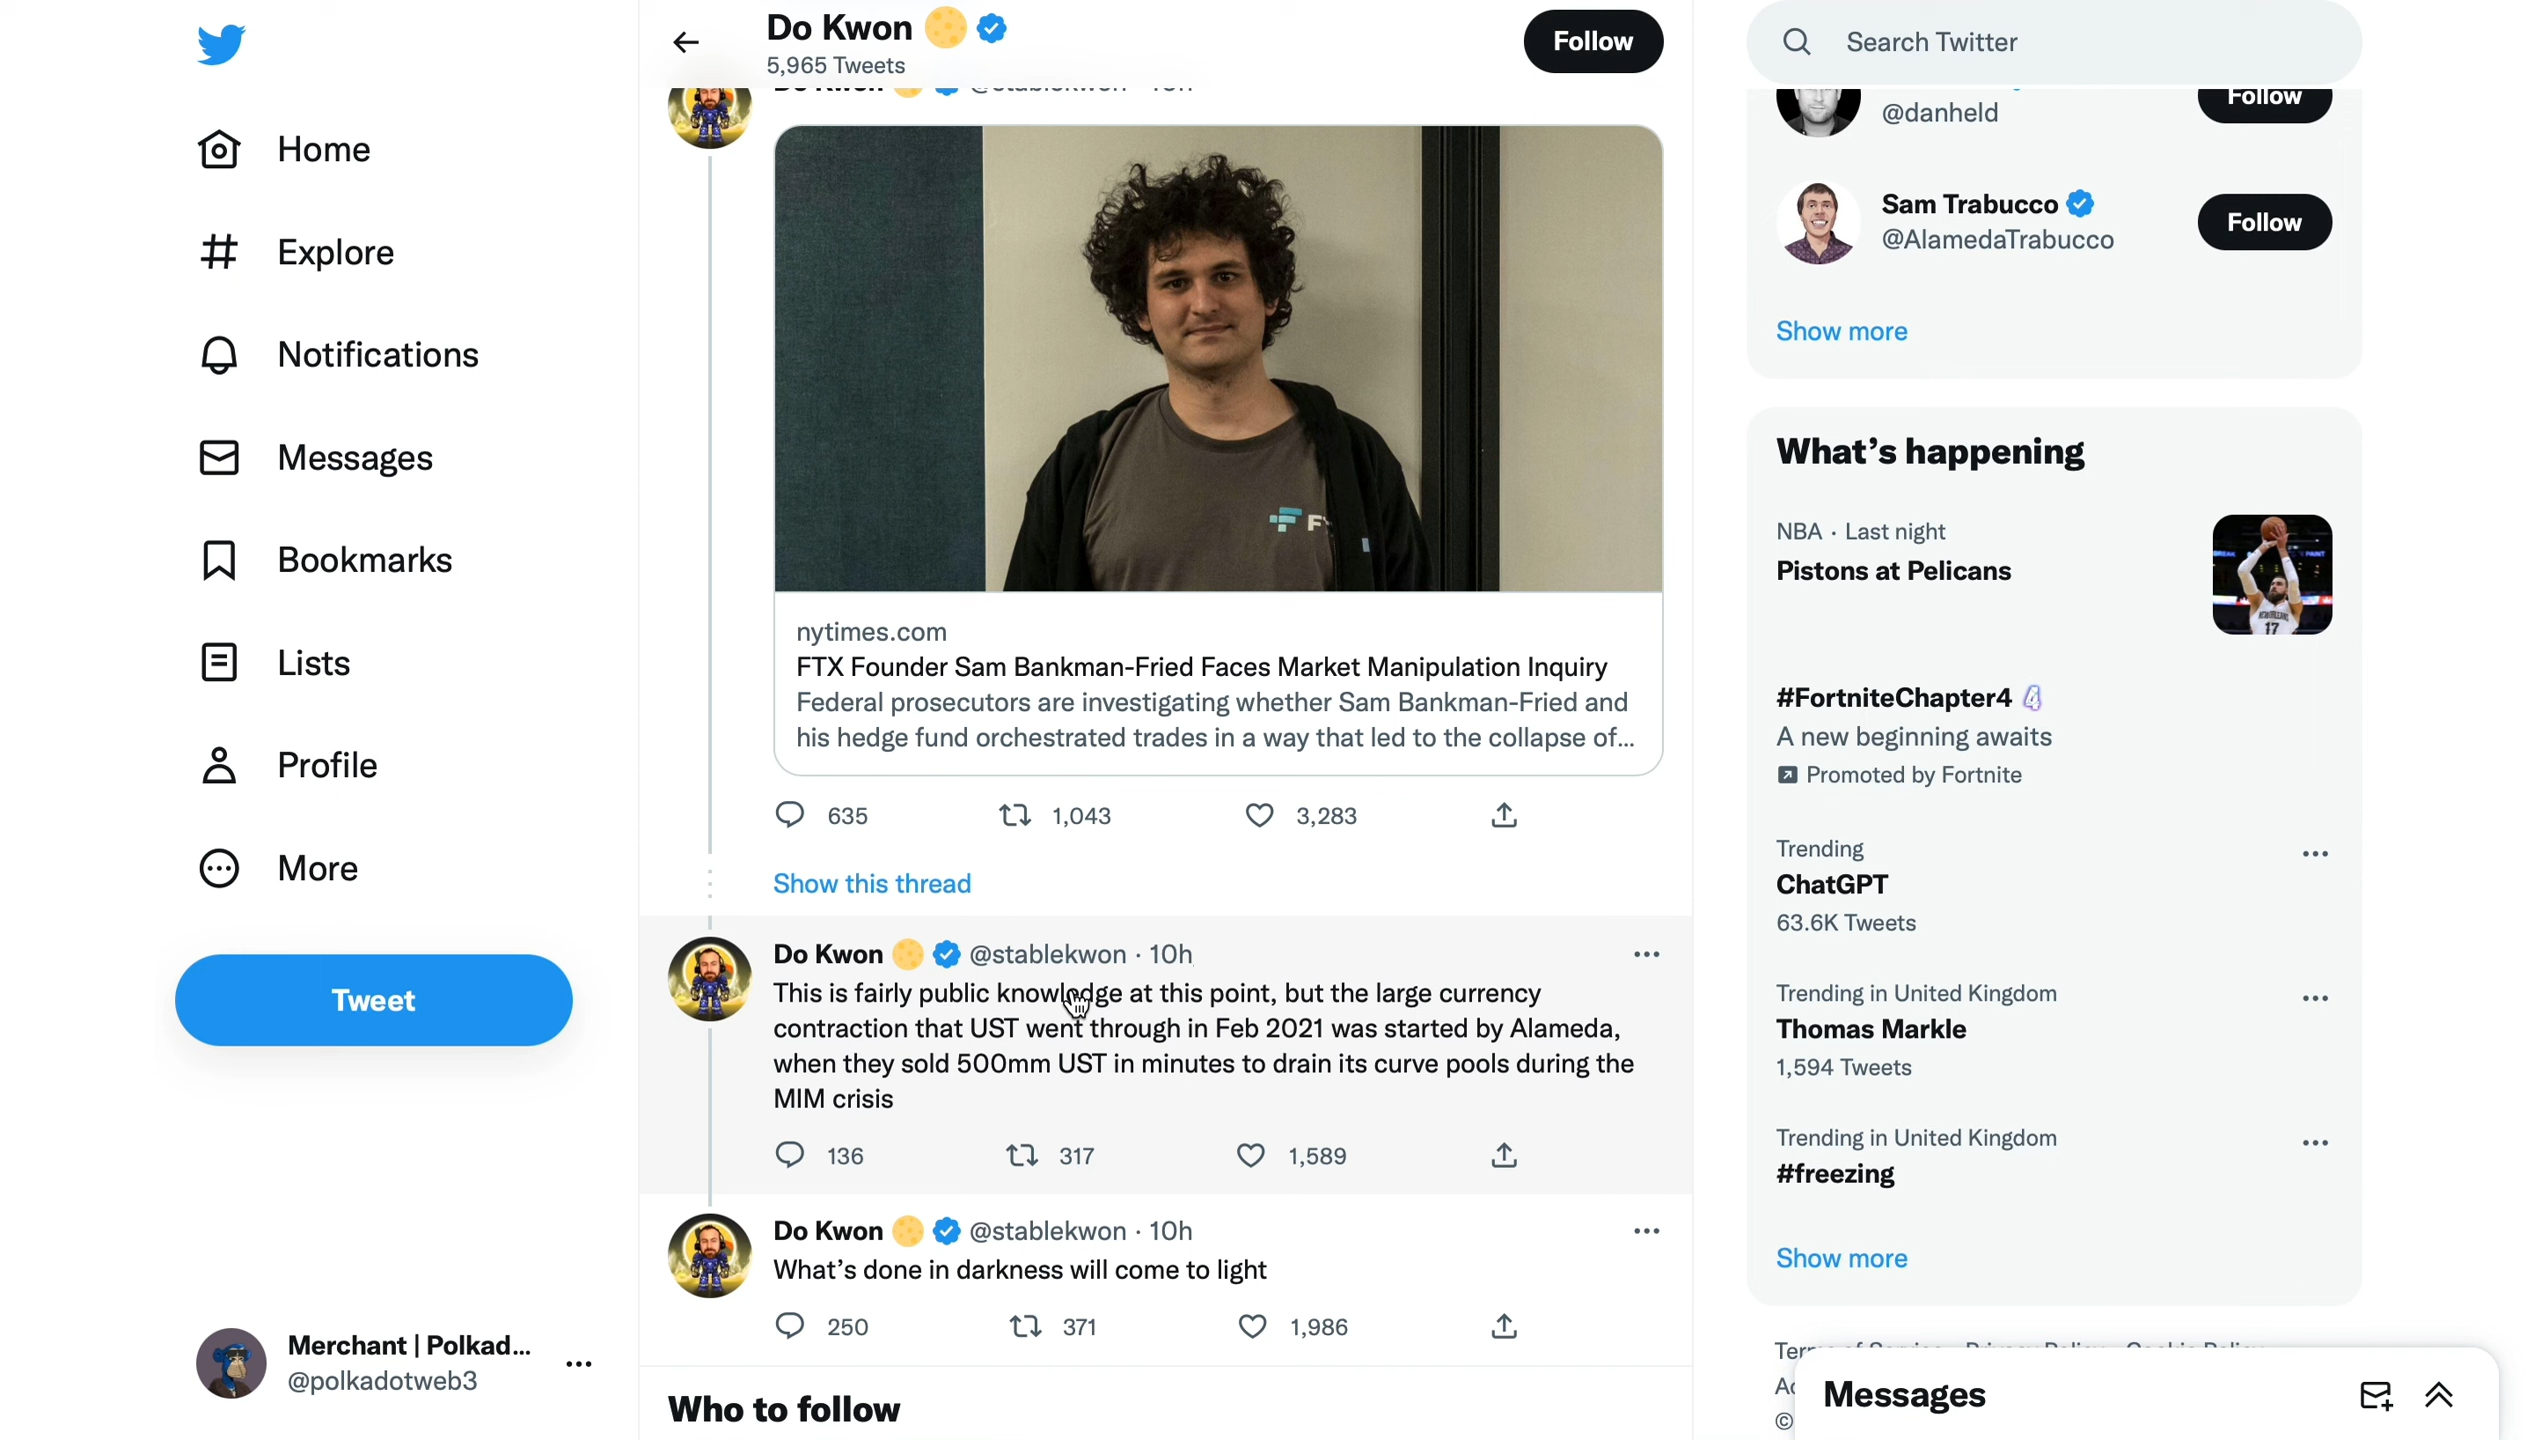 Do Kwon
5,965 Tweets
Follow
Search Twitter
Home
Explore
Notifications
Messages
Bookmarks
Lists
Profile
More
Tweet
Merchant | Polkad...
@polkadotweb3
nytimes.com
FTX Founder Sam Bankman-Fried Faces Market Manipulation Inquiry
Federal prosecutors are investigating whether Sam Bankman-Fried and
his hedge fund orchestrated trades in a way that led to the collapse of...
635 1,043 3,283
Show this thread
Do Kwon @stablekwon · 10h
This is fairly public knowledge at this point, but the large currency
contraction that UST went through in Feb 2021 was started by Alameda,
when they sold 500mm UST in minutes to drain its curve pools during the
MIM crisis
136 317 1,589
Do Kwon @stablekwon · 10h
What's done in darkness will come to light
250 371 1,986
Who to follow
@danheld
Follow
Sam Trabucco
@AlamedaTrabucco
Follow
Show more
What's happening
NBA · Last night
Pistons at Pelicans
#FortniteChapter4
A new beginning awaits
Promoted by Fortnite
Trending
ChatGPT
63.6K Tweets
Trending in United Kingdom
Thomas Markle
1,594 Tweets
Trending in United Kingdom
#freezing
Show more
Messages